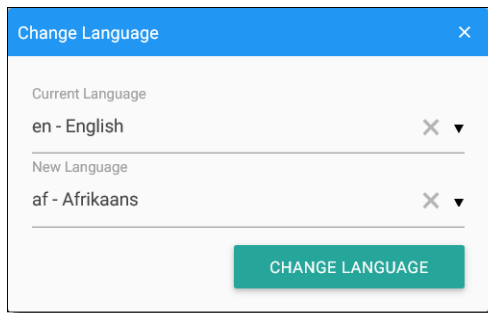 Change Language
Current Language
en - English
New Language
af - Afrikaans
CHANGE LANGUAGE